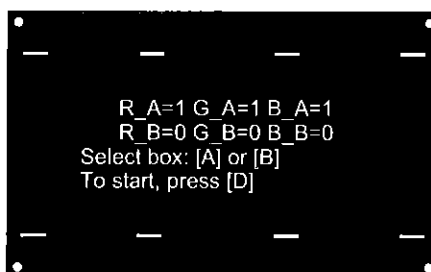 R_A=1 G_A=1 B_A=1
R_B=0 G_B=0 B_B=0
Select box: [A] or [B]
To start, press [D]